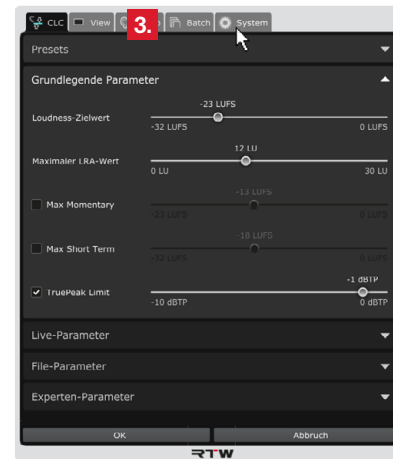 CLC View 3. Batch System
Presets
Grundlegende Parameter
-23 LUFS
Loudness-Zielwert
-32 LUFS 0 LUFS
12 LU
Maximaler LRA-Wert
0 LU 30 LU
-13 LUFS
Max Momentary
-23 LUFS 0 LUFS
-18 LUFS
Max Short Term
-32 LUFS 0 LUFS
-1 dBTP
TruePeak Limit
-10 dBTP 0 dBTP
Live-Parameter
File-Parameter
Experten-Parameter
OK Abbruch
RTW